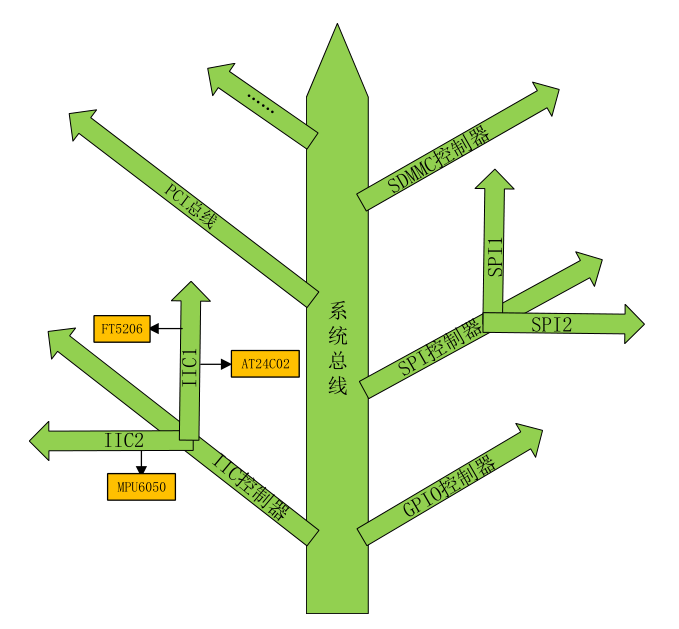 ……
SDMMC控制器
PCI总线
SPI1
系统总线
SPI控制器
SPI2
FT5206
IIC1
AT24C02
IIC2
MPU6050
IIC控制器
GPIO控制器